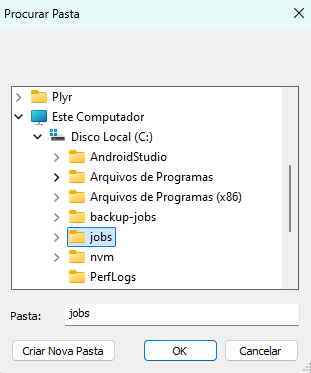 Procurar Pasta
Plyr
Este Computador
Disco Local (C:)
AndroidStudio
Arquivos de Programas
Arquivos de Programas (x86)
backup-jobs
jobs
nvm
PerfLogs
Pasta: jobs
Criar Nova Pasta OK Cancelar